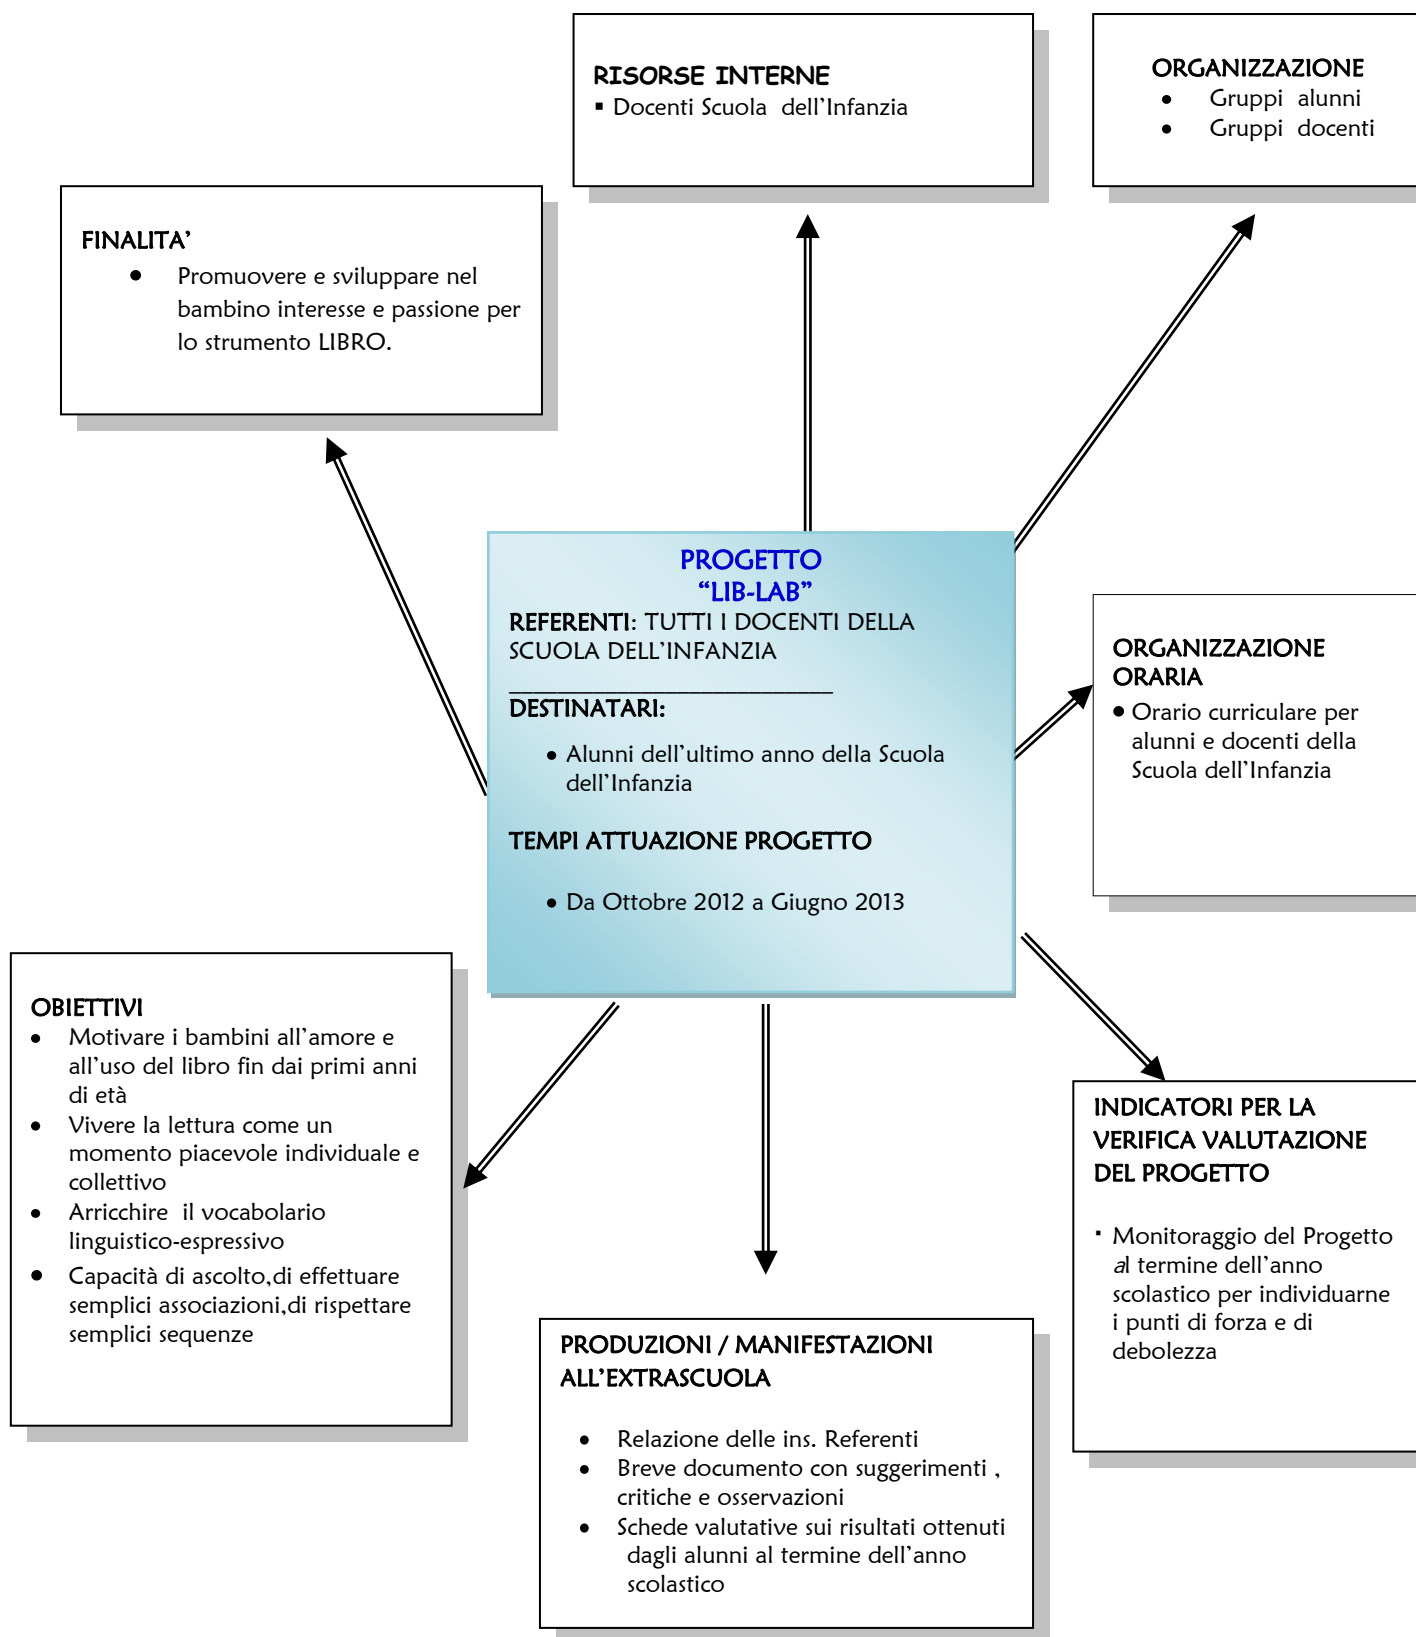 RISORSE INTERNE
▪ Docenti Scuola dell'Infanzia
ORGANIZZAZIONE
• Gruppi alunni
• Gruppi docenti
FINALITA'
• Promuovere e sviluppare nel
bambino interesse e passione per
lo strumento LIBRO.
PROGETTO
“LIB-LAB”
REFERENTI: TUTTI I DOCENTI DELLA
SCUOLA DELL'INFANZIA
___________________________
DESTINATARI:
• Alunni dell'ultimo anno della Scuola
dell'Infanzia
TEMPI ATTUAZIONE PROGETTO
• Da Ottobre 2012 a Giugno 2013
ORGANIZZAZIONE
ORARIA
• Orario curriculare per
alunni e docenti della
Scuola dell'Infanzia
OBIETTIVI
• Motivare i bambini all'amore e
all'uso del libro fin dai primi anni
di età
• Vivere la lettura come un
momento piacevole individuale e
collettivo
• Arricchire il vocabolario
linguistico-espressivo
• Capacità di ascolto,di effettuare
semplici associazioni,di rispettare
semplici sequenze
INDICATORI PER LA
VERIFICA VALUTAZIONE
DEL PROGETTO
▪ Monitoraggio del Progetto
al termine dell'anno
scolastico per individuarne
i punti di forza e di
debolezza
PRODUZIONI / MANIFESTAZIONI
ALL'EXTRASCUOLA
• Relazione delle ins. Referenti
• Breve documento con suggerimenti ,
critiche e osservazioni
• Schede valutative sui risultati ottenuti
dagli alunni al termine dell'anno
scolastico